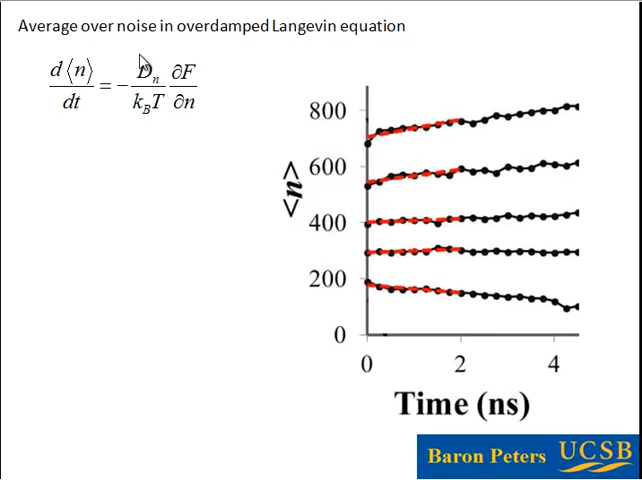 Average over noise in overdamped Langevin equation
d⟨n⟩/dt = − D_n/k_BT ∂F/∂n
800
600
400
200
0
<n>
0 2 4
Time (ns)
Baron Peters UCSB